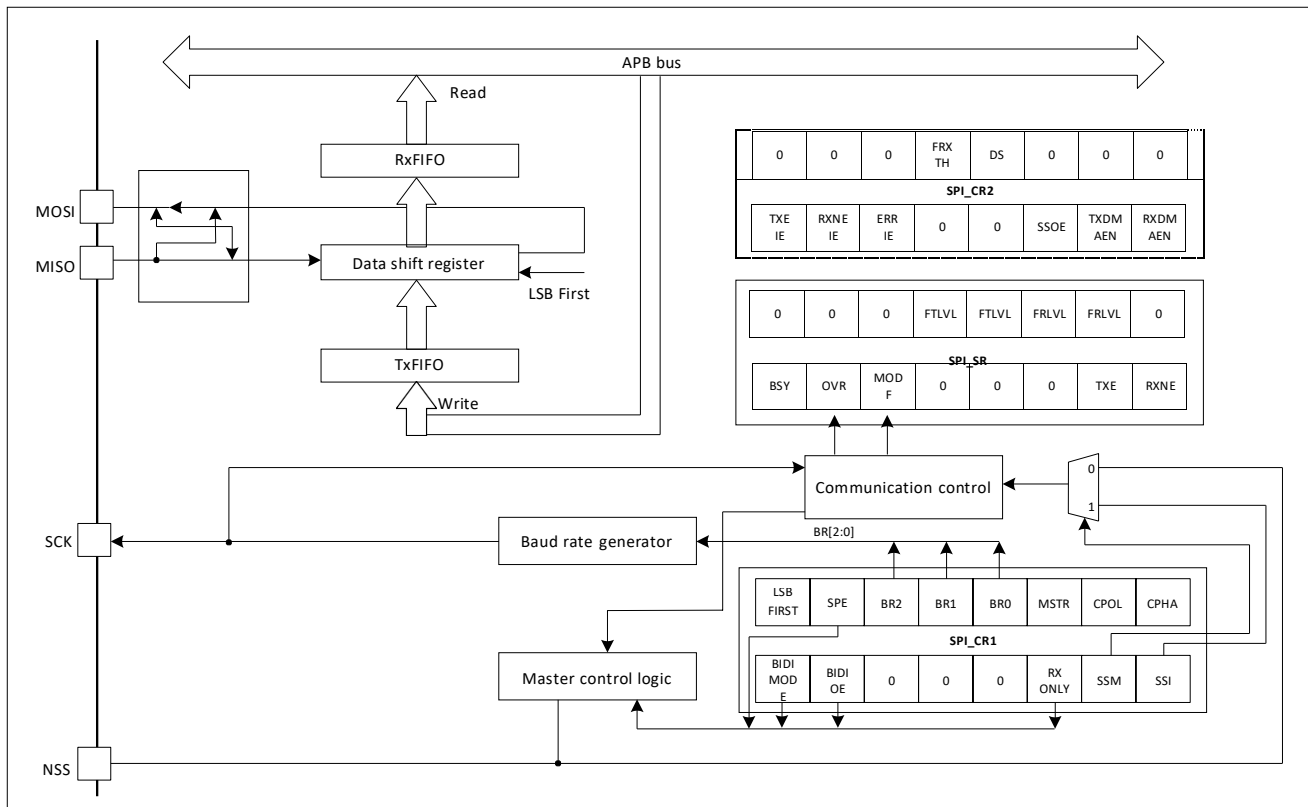 APB bus
Read
RxFIFO
MOSI
MISO
Data shift register
LSB First
TxFIFO
Write
0 0 0 FRX TH DS 0 0 0
SPI_CR2
TXE IE RXNE IE ERR IE 0 0 SSOE TXDM AEN RXDM AEN
0 0 0 FTLVL FTLVL FRLVL FRLVL 0
SPI_SR
BSY OVR MOD F 0 0 0 TXE RXNE
Communication control
0
1
SCK
Baud rate generator
BR[2:0]
LSB FIRST SPE BR2 BR1 BR0 MSTR CPOL CPHA
SPI_CR1
Master control logic
BIDI MOD E BIDI OE 0 0 0 RX ONLY SSM SSI
NSS